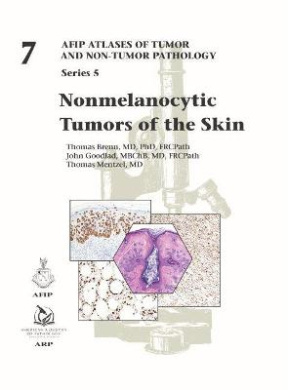 7
AFIP ATLASES OF TUMOR
AND NON-TUMOR PATHOLOGY
Series 5
Nonmelanocytic
Tumors of the Skin
Thomas Brenn, MD, PhD, FRCPath
John Goodlad, MBChB, MD, FRCPath
Thomas Mentzel, MD
AFIP
ARP